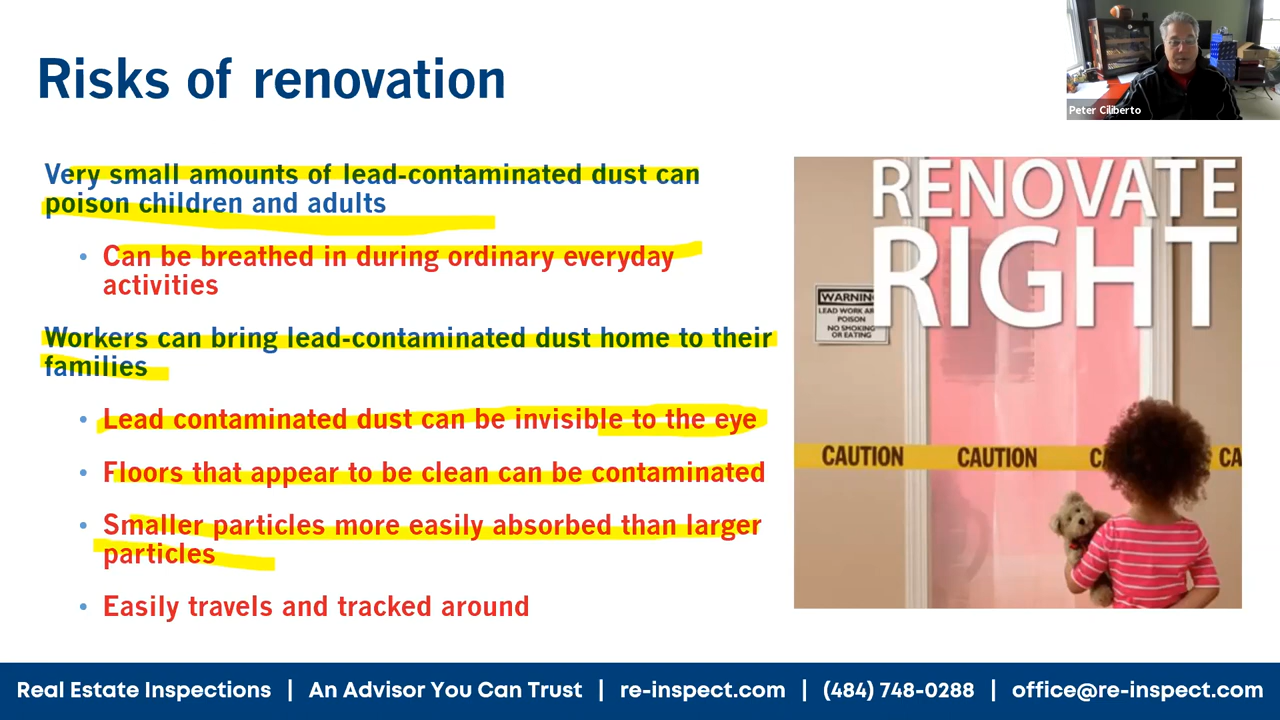 Risks of renovation
Peter Ciliberto
Very small amounts of lead-contaminated dust can
poison children and adults
• Can be breathed in during ordinary everyday
activities
Workers can bring lead-contaminated dust home to their
families
• Lead contaminated dust can be invisible to the eye
• Floors that appear to be clean can be contaminated
• Smaller particles more easily absorbed than larger
particles
• Easily travels and tracked around
RENOVATE
RIGHT
WARNIN
LEAD WORK AR
POISON
NO SMOKING
OR EATING
CAUTION CAUTION CA
Real Estate Inspections | An Advisor You Can Trust | re-inspect.com | (484) 748-0288 | office@re-inspect.com